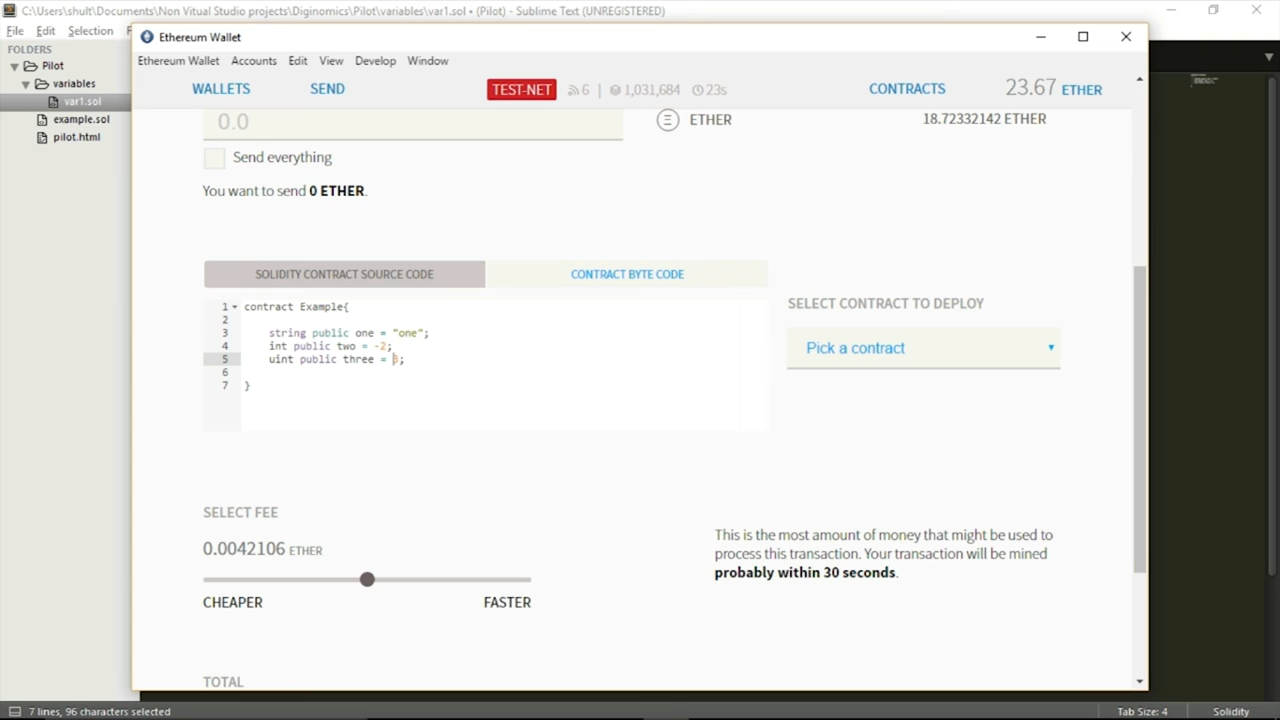 C:\Users\shult\Documents\Non Vitual Studio projects\Diginomics\Pilot\variables\var1.sol • (Pilot) - Sublime Text (UNREGISTERED)
File Edit Selection F
FOLDERS
Pilot
variables
var1.sol
example.sol
pilot.html
Ethereum Wallet
Ethereum Wallet Accounts Edit View Develop Window
WALLETS SEND TEST-NET 6 | 1,031,684 23s CONTRACTS 23.67 ETHER
0.0 ETHER 18.72332142 ETHER
Send everything
You want to send 0 ETHER.
SOLIDITY CONTRACT SOURCE CODE CONTRACT BYTE CODE
1 contract Example{
2
3 string public one = "one";
4 int public two = -2;
5 uint public three = 3;
6
7 }
SELECT CONTRACT TO DEPLOY
Pick a contract
SELECT FEE
0.0042106 ETHER
CHEAPER FASTER
This is the most amount of money that might be used to
process this transaction. Your transaction will be mined
probably within 30 seconds.
TOTAL
7 lines, 96 characters selected Tab Size: 4 Solidity